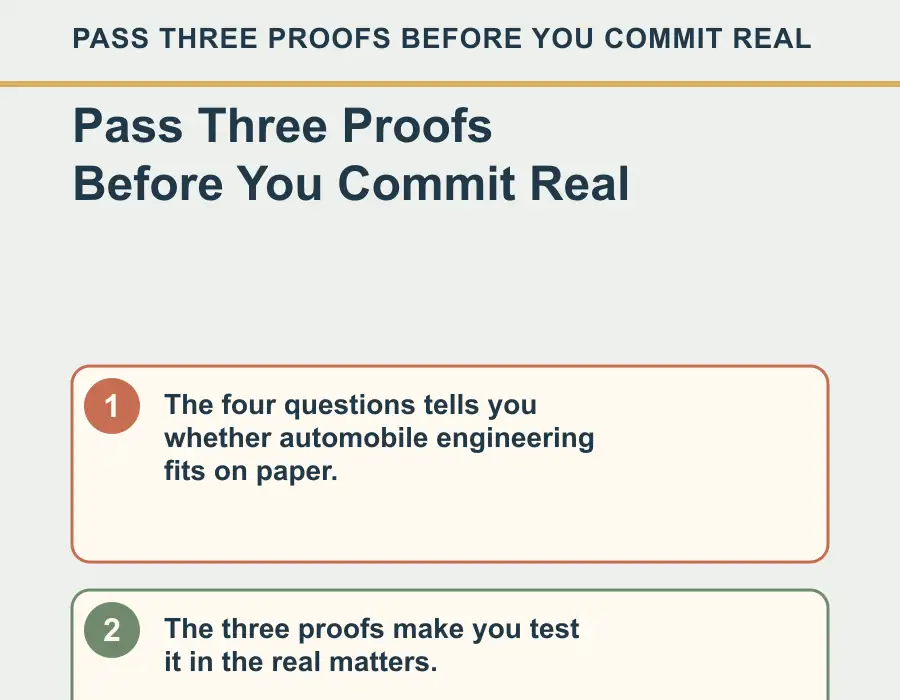 PASS THREE PROOFS BEFORE YOU COMMIT REAL
Pass Three Proofs
Before You Commit Real
1
The four questions tells you
whether automobile engineering
fits on paper.
2
The three proofs make you test
it in the real matters.